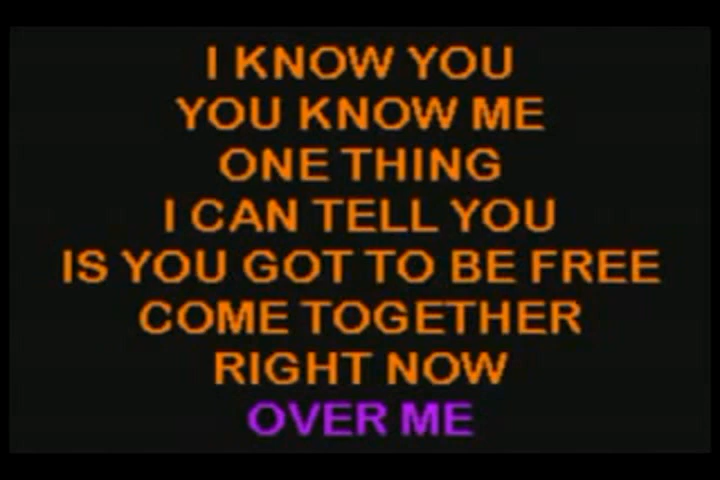 I KNOW YOU
YOU KNOW ME
ONE THING
I CAN TELL YOU
IS YOU GOT TO BE FREE
COME TOGETHER
RIGHT NOW
OVER ME